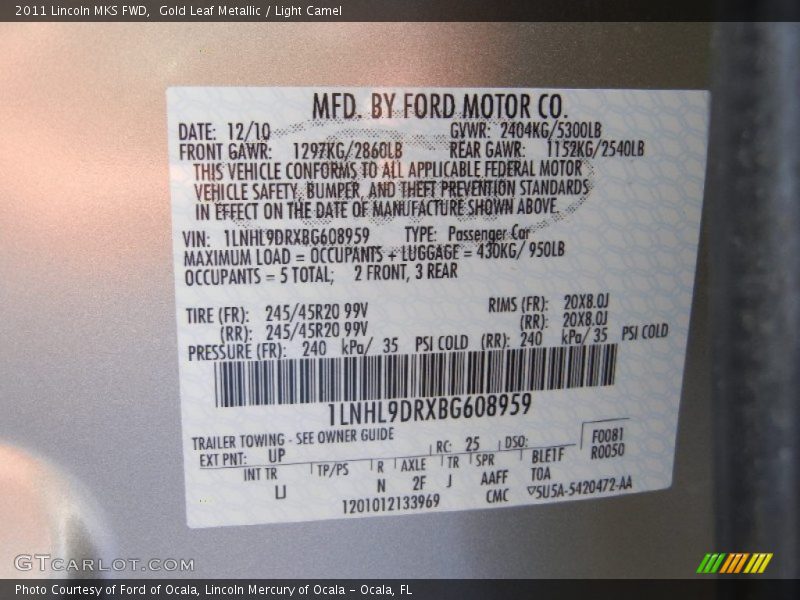 2011 Lincoln MKS FWD, Gold Leaf Metallic / Light Camel
MFD. BY FORD MOTOR CO.
DATE: 12/10 GVWR: 2404KG/5300LB
FRONT GAWR: 1297KG/2860LB REAR GAWR: 1152KG/2540LB
THIS VEHICLE CONFORMS TO ALL APPLICABLE FEDERAL MOTOR
VEHICLE SAFETY, BUMPER, AND THEFT PREVENTION STANDARDS
IN EFFECT ON THE DATE OF MANUFACTURE SHOWN ABOVE.
VIN: 1LNHL9DRXBG608959 TYPE: Passenger Car
MAXIMUM LOAD = OCCUPANTS + LUGGAGE = 430KG/ 950LB
OCCUPANTS = 5 TOTAL; 2 FRONT, 3 REAR
TIRE (FR): 245/45R20 99V RIMS (FR): 20X8.0J
(RR): 245/45R20 99V (RR): 20X8.0J
PRESSURE (FR): 240 kPa/ 35 PSI COLD (RR): 240 kPa/ 35 PSI COLD
1LNHL9DRXBG608959
TRAILER TOWING - SEE OWNER GUIDE
EXT PNT: UP RC: 25 DSO: F0081
R0050
INT TR TP/PS R AXLE TR SPR BLE1F
LJ N 2F J AAFF T0A
1201012133969 CMC ▽5U5A-5420472-AA
GTCARLOT.COM
Photo Courtesy of Ford of Ocala, Lincoln Mercury of Ocala – Ocala, FL